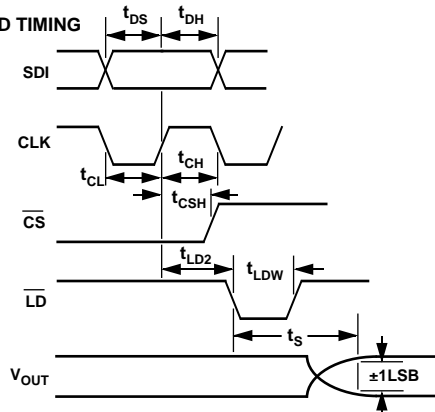 D TIMING
tDS
tDH
SDI
CLK
tCL
tCH
tCSH
CS
tLD2
tLDW
LD
tS
VOUT
±1LSB